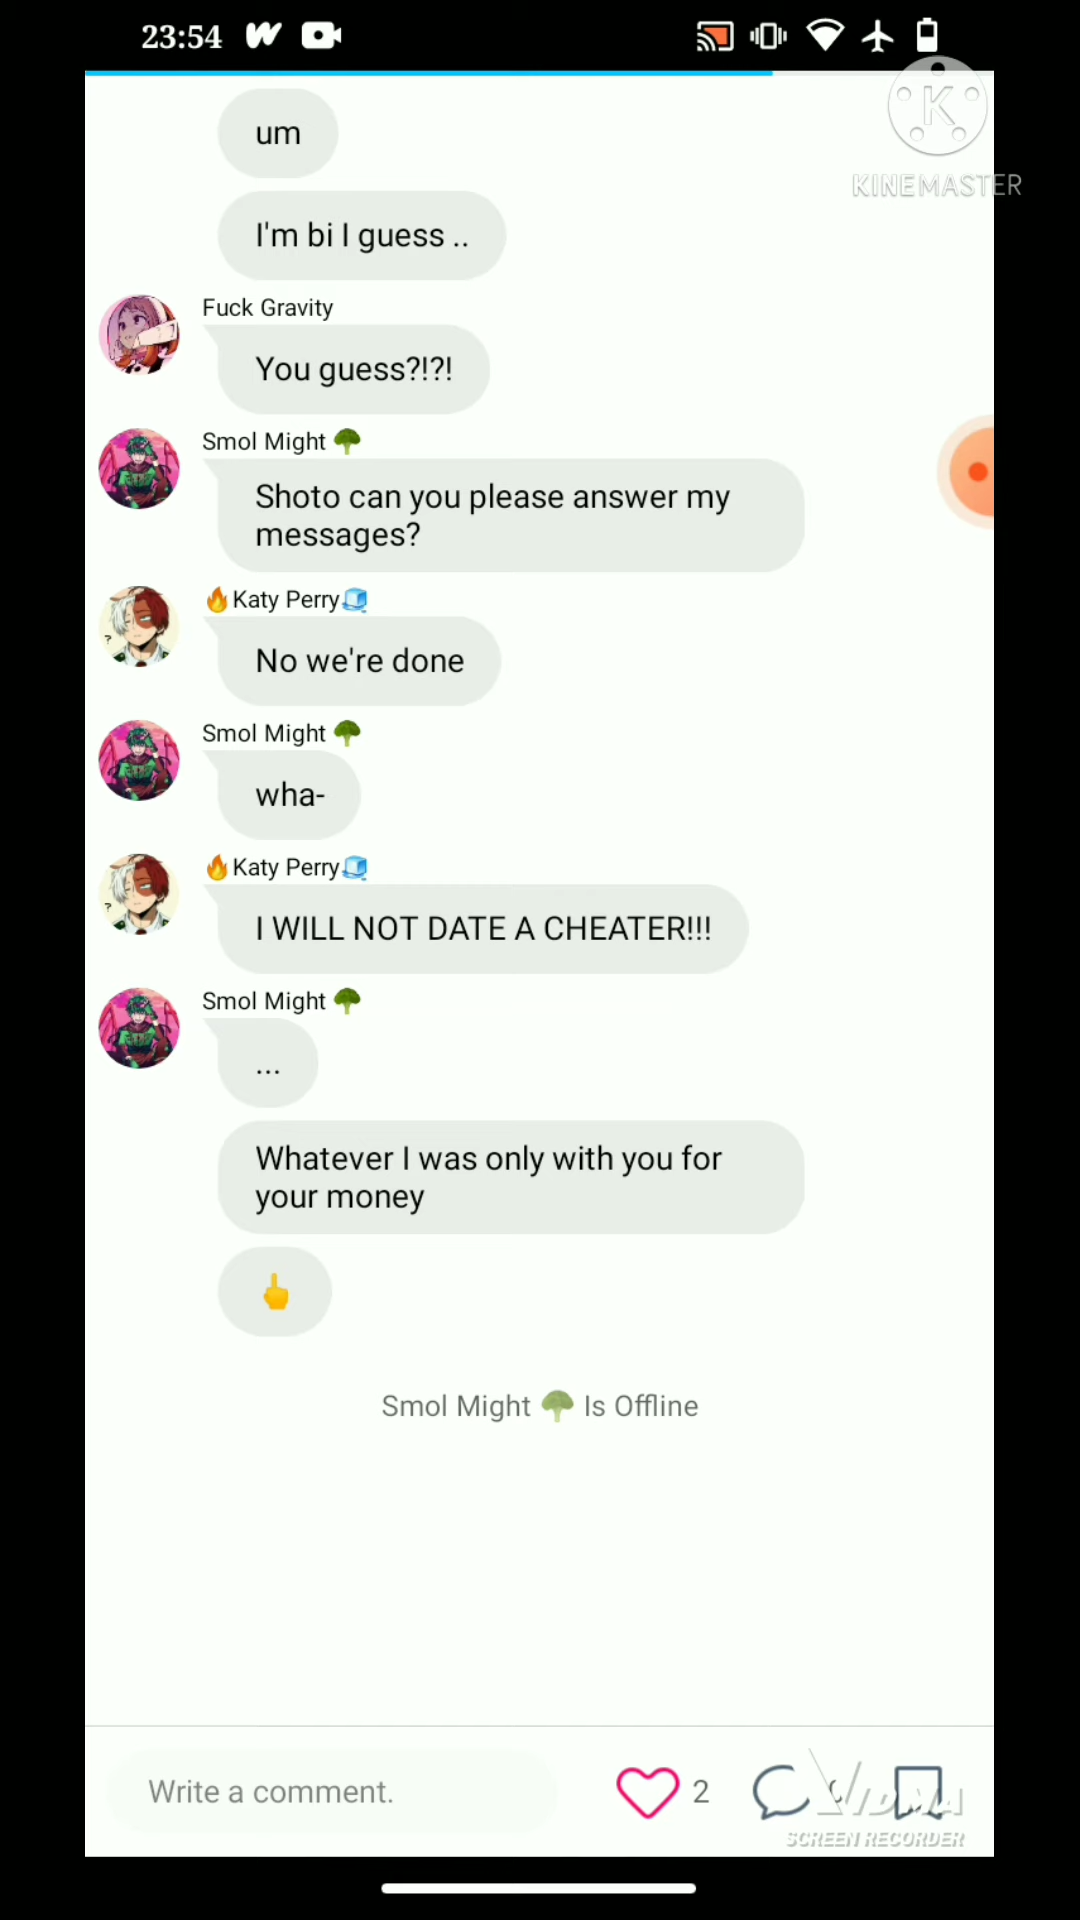 23:54
KINEMASTER
um
I'm bi I guess ..
Fuck Gravity
You guess?!?!
Smol Might 🥦
Shoto can you please answer my
messages?
🔥Katy Perry🧊
No we're done
Smol Might 🥦
wha-
🔥Katy Perry🧊
I WILL NOT DATE A CHEATER!!!
Smol Might 🥦
...
Whatever I was only with you for
your money
🖕
Smol Might 🥦 Is Offline
Write a comment.
2
VIDMA
SCREEN RECORDER